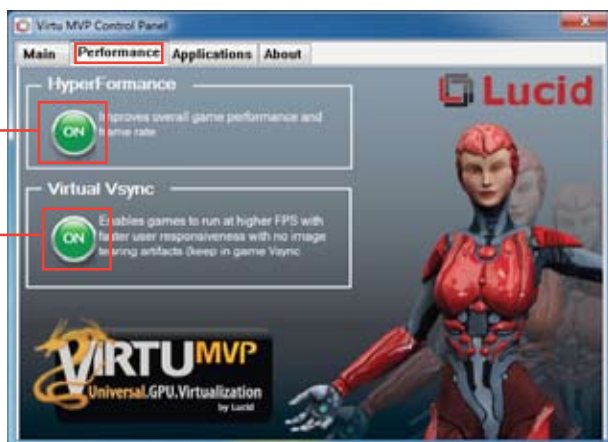 Virtu MVP Control Panel
Main Performance Applications About
HyperFormance
ON
Improves overall game performance and
frame rate
Lucid
Virtual Vsync
ON
Enables games to run at higher FPS with
faster user responsiveness with no image
tearing artifacts (keep in game Vsync
VIRTU MVP
Universal.GPU.Virtualization
by Lucid